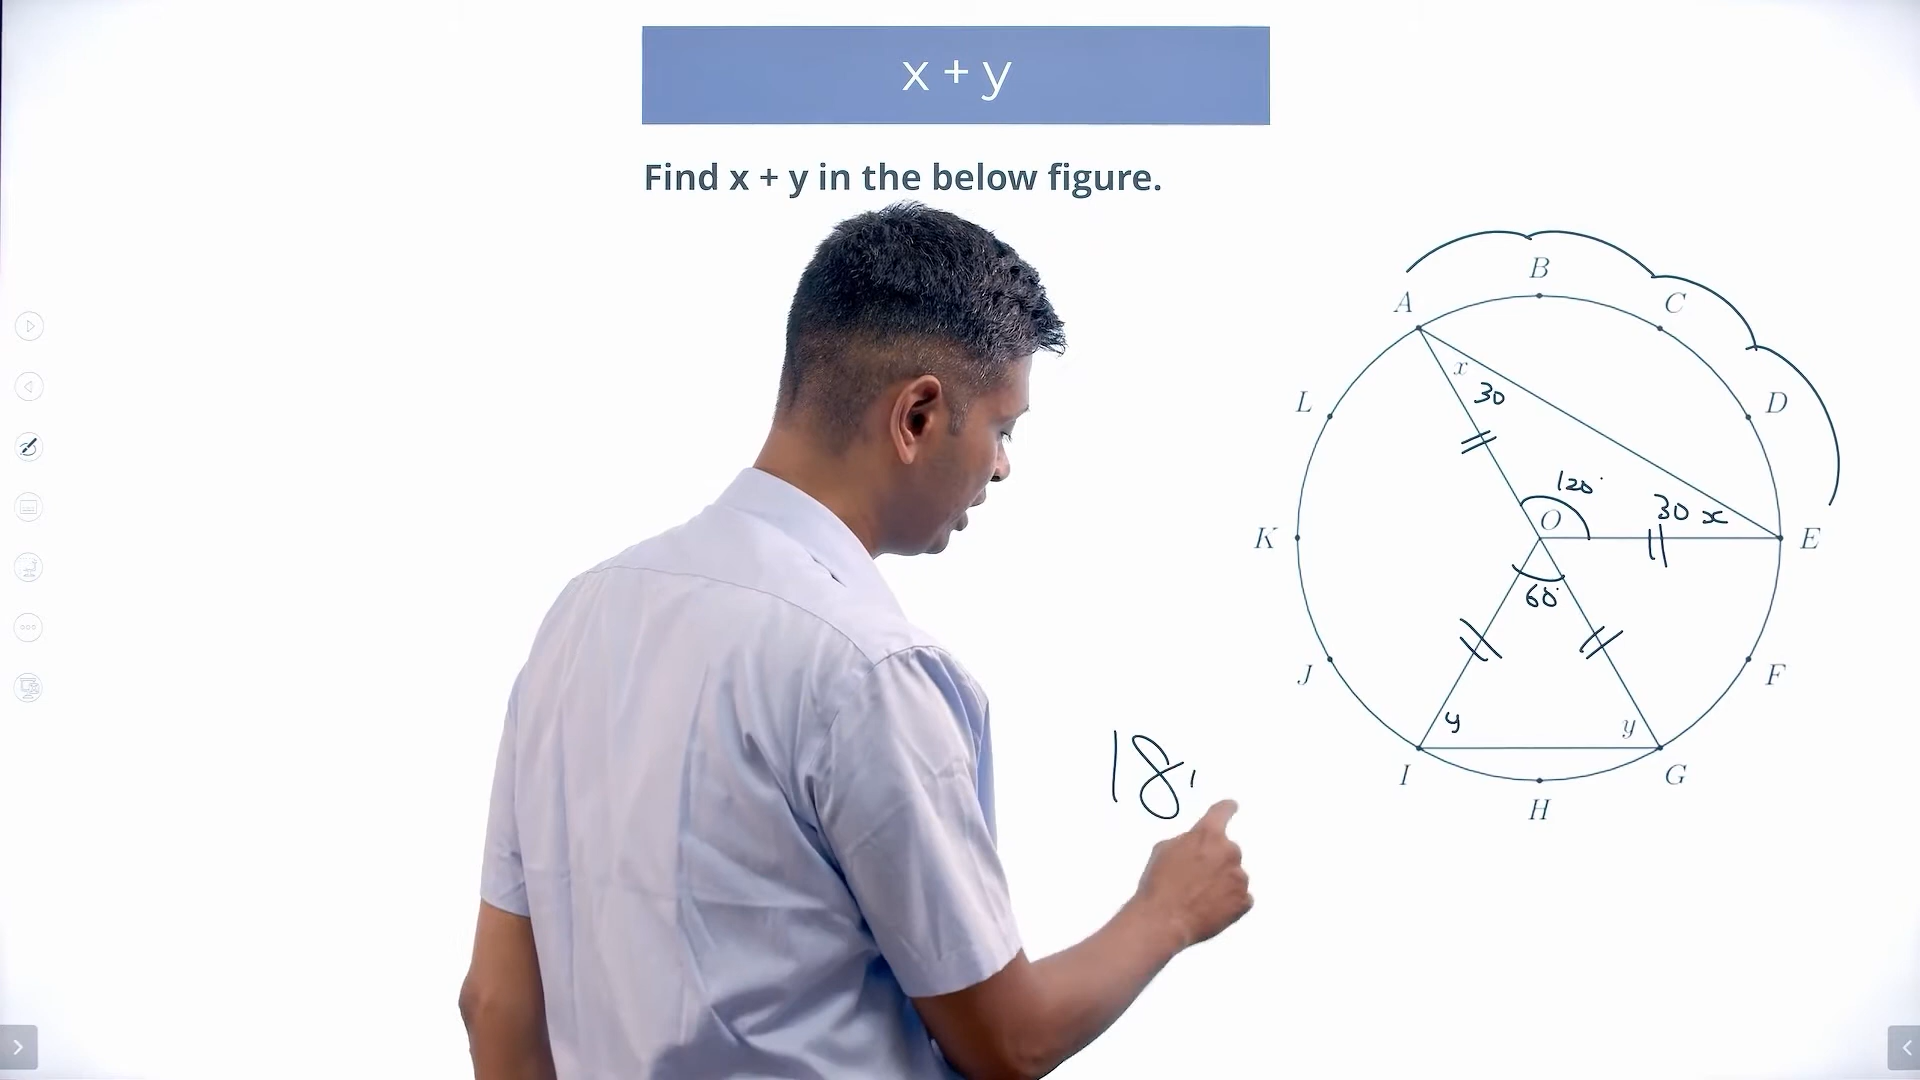 x + y
Find x + y in the below figure.
B
A
C
x
30
L
D
120°
30 x
O
K
E
60°
J
F
y
y
I
G
H
18